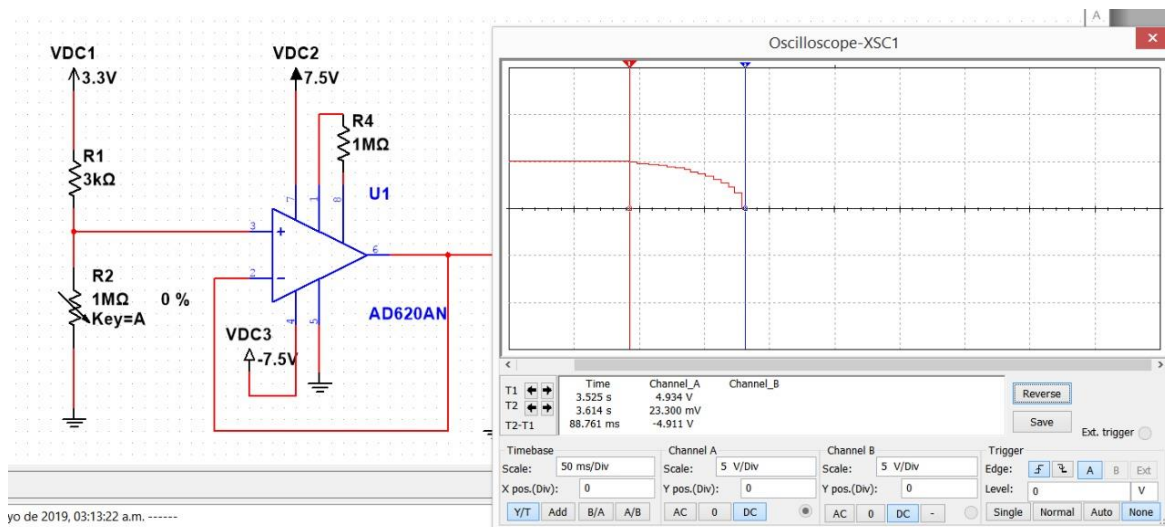 A
VDC1
3.3V
VDC2
7.5V
R4
1MΩ
R1
3kΩ
U1
7
1
8
3
+
6
2
-
R2
1MΩ 0 %
Key=A
4
5
AD620AN
VDC3
-7.5V
yo de 2019, 03:13:22 a.m. ------
Oscilloscope-XSC1
Time Channel_A Channel_B
T1 3.525 s 4.934 V
T2 3.614 s 23.300 mV
T2-T1 88.761 ms -4.911 V
Reverse
Save
Ext. trigger
Timebase
Scale: 50 ms/Div
X pos.(Div): 0
Y/T Add B/A A/B
Channel A
Scale: 5 V/Div
Y pos.(Div): 0
AC 0 DC
Channel B
Scale: 5 V/Div
Y pos.(Div): 0
AC 0 DC -
Trigger
Edge: A B Ext
Level: 0 V
Single Normal Auto None